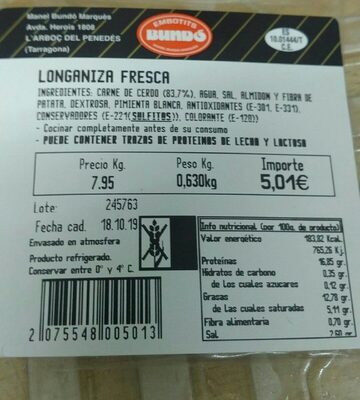 Manel Bundó Marquès
Avda. Herois 1808
L'ARBOÇ DEL PENEDÈS
(Tarragona)
EMBOTITS
BUNDÓ
ES
10.01444/T
C.E.
LONGANIZA FRESCA
INGREDIENTES: CARNE DE CERDO (83,7%), AGUA, SAL, ALMIDON Y FIBRA DE
PATATA, DEXTROSA, PIMIENTA BLANCA, ANTIOXIDANTES (E-301, E-331),
CONSERVADORES (E-221(SULFITOS)), COLORANTE (E-120))
- Cocinar completamente antes de su consumo
- PUEDE CONTENER TRAZAS DE PROTEINAS DE LECHE Y LACTOSA
Precio Kg. Peso Kg. Importe
7.95 0,630kg 5,01€
Lote: 245763
Fecha cad. 18.10.19
Envasado en atmosfera
Producto refrigerado.
Conservar entre 0° y 4° C.
Info nutricional (por 100g. de producto)
Valor energético 183,82 Kcal.
765,26 Kj.
Proteinas 16,85 gr.
Hidratos de carbono 0,35 gr.
de los cuales azucares 0,12 gr.
Grasas 12,78 gr.
de las cuales saturadas 5,11 gr.
Fibra alimentaria 0,70 gr.
Sal gr.
2 075548 005013